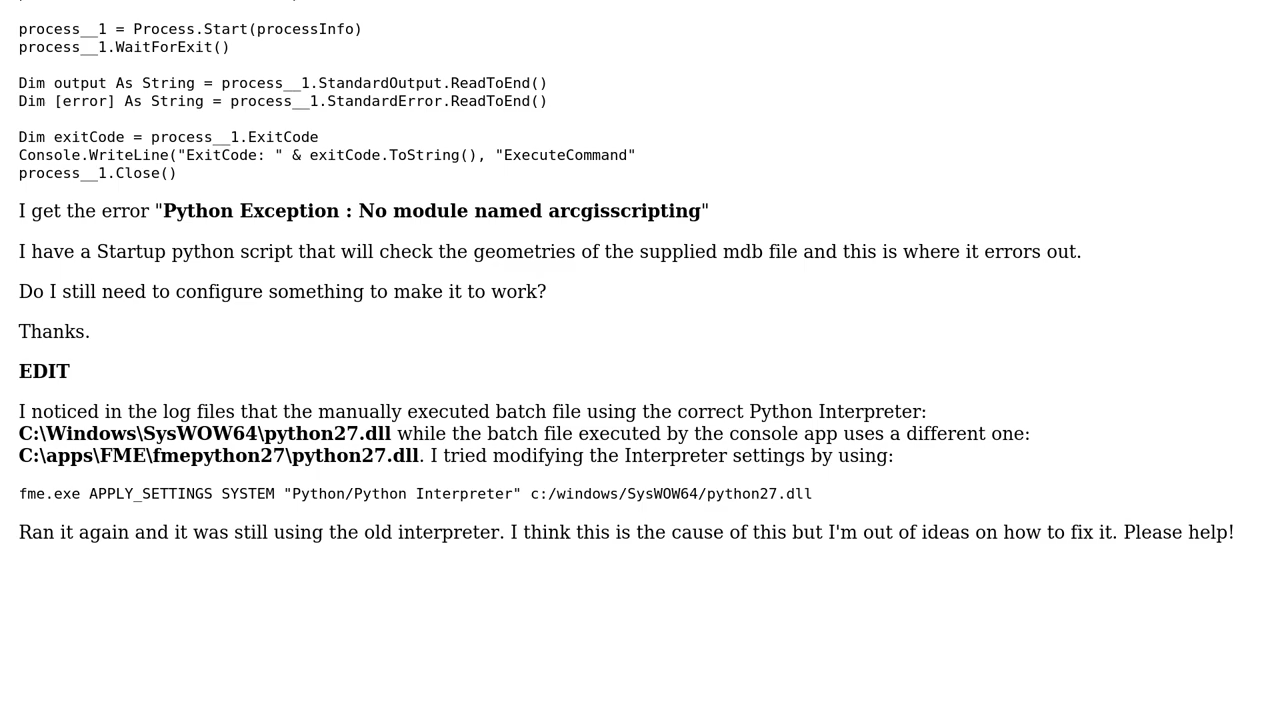 process__1 = Process.Start(processInfo)
process__1.WaitForExit()
Dim output As String = process__1.StandardOutput.ReadToEnd()
Dim [error] As String = process__1.StandardError.ReadToEnd()
Dim exitCode = process__1.ExitCode
Console.WriteLine("ExitCode: " & exitCode.ToString(), "ExecuteCommand"
process__1.Close()
I get the error "Python Exception : No module named arcgisscripting"
I have a Startup python script that will check the geometries of the supplied mdb file and this is where it errors out.
Do I still need to configure something to make it to work?
Thanks.
EDIT
I noticed in the log files that the manually executed batch file using the correct Python Interpreter:
C:\Windows\SysWOW64\python27.dll while the batch file executed by the console app uses a different one:
C:\apps\FME\fmepython27\python27.dll. I tried modifying the Interpreter settings by using:
fme.exe APPLY_SETTINGS SYSTEM "Python/Python Interpreter" c:/windows/SysWOW64/python27.dll
Ran it again and it was still using the old interpreter. I think this is the cause of this but I'm out of ideas on how to fix it. Please help!